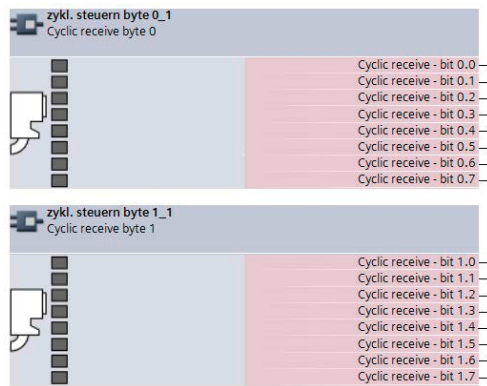 zykl. steuern byte 0_1
Cyclic receive byte 0
Cyclic receive - bit 0.0
Cyclic receive - bit 0.1
Cyclic receive - bit 0.2
Cyclic receive - bit 0.3
Cyclic receive - bit 0.4
Cyclic receive - bit 0.5
Cyclic receive - bit 0.6
Cyclic receive - bit 0.7
zykl. steuern byte 1_1
Cyclic receive byte 1
Cyclic receive - bit 1.0
Cyclic receive - bit 1.1
Cyclic receive - bit 1.2
Cyclic receive - bit 1.3
Cyclic receive - bit 1.4
Cyclic receive - bit 1.5
Cyclic receive - bit 1.6
Cyclic receive - bit 1.7